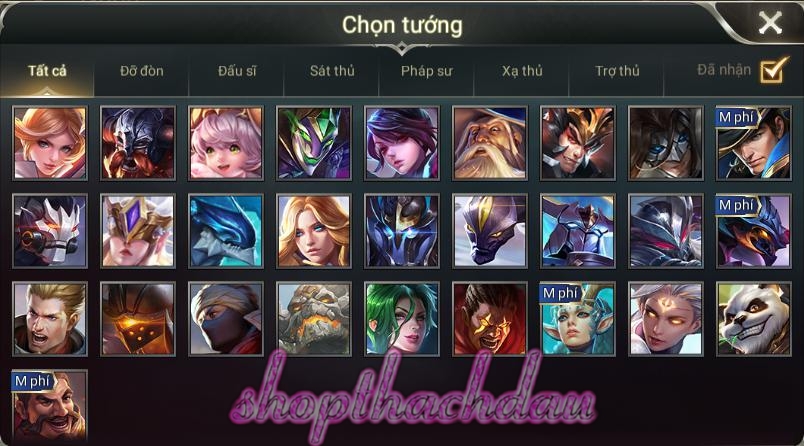 Chọn tướng
Tất cả Đỡ đòn Đấu sĩ Sát thủ Pháp sư Xạ thủ Trợ thủ Đã nhận
M phí
M phí
M phí
M phí
shopthachdau